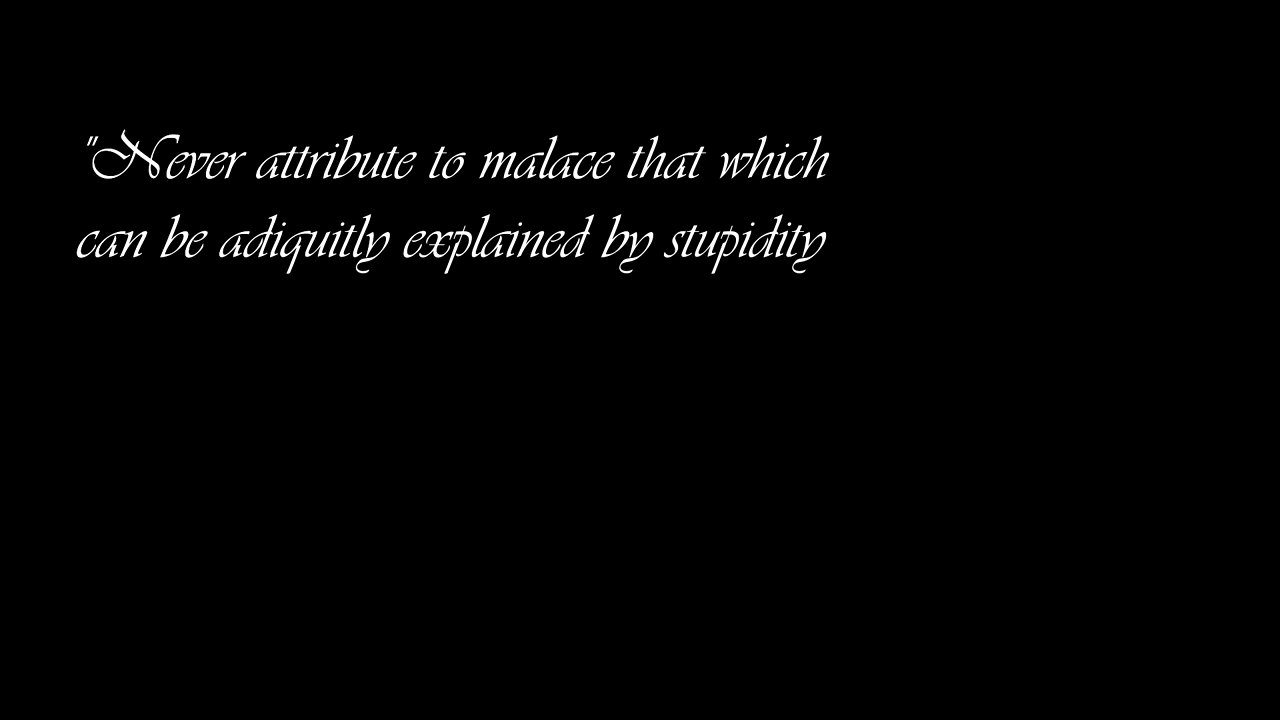 "Never attribute to malace that which
can be adiquitly explained by stupidity